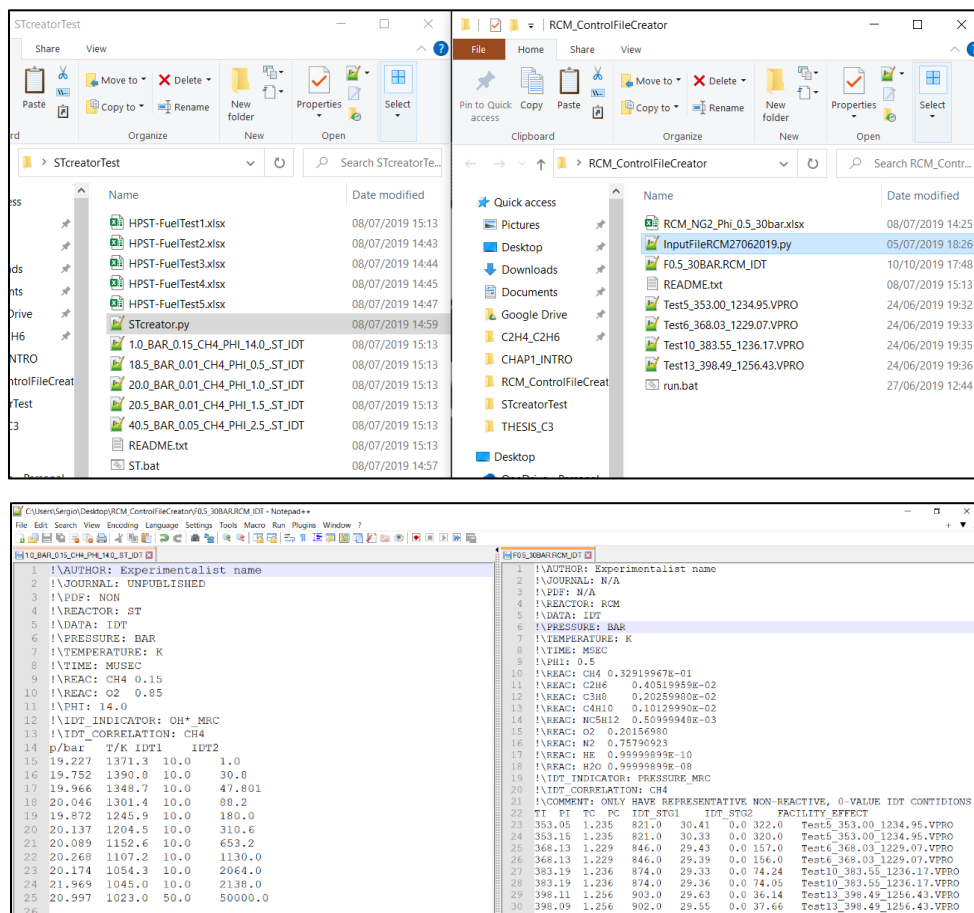 STcreatorTest
Share View
Paste
Move to
Copy to
Delete
Rename
New folder
Properties
Select
rd
Organize
New
Open
STcreatorTest
Search STcreatorTe...
Name Date modified
ess
HPST-FuelTest1.xlsx 08/07/2019 15:13
HPST-FuelTest2.xlsx 08/07/2019 14:43
ads HPST-FuelTest3.xlsx 08/07/2019 14:44
nts HPST-FuelTest4.xlsx 08/07/2019 14:45
Drive HPST-FuelTest5.xlsx 08/07/2019 14:47
H6 STcreator.py 08/07/2019 14:59
NTRO 1.0_BAR_0.15_CH4_PHI_14.0_.ST_IDT 08/07/2019 15:13
ntrolFileCreat 18.5_BAR_0.01_CH4_PHI_0.5_.ST_IDT 08/07/2019 15:13
rTest 20.0_BAR_0.01_CH4_PHI_1.0_.ST_IDT 08/07/2019 15:13
C3 20.5_BAR_0.01_CH4_PHI_1.5_.ST_IDT 08/07/2019 15:13
40.5_BAR_0.05_CH4_PHI_2.5_.ST_IDT 08/07/2019 15:13
README.txt 08/07/2019 15:13
ST.bat 08/07/2019 14:57
RCM_ControlFileCreator
File Home Share View
Pin to Quick access
Copy
Paste
Move to
Copy to
Delete
Rename
New folder
Properties
Select
Clipboard
Organize
New
Open
RCM_ControlFileCreator
Search RCM_Contr...
Name Date modified
Quick access
Pictures
Desktop
Downloads
Documents
Google Drive
C2H4_C2H6
CHAP1_INTRO
RCM_ControlFileCreat
STcreatorTest
THESIS_C3
Desktop
RCM_NG2_Phi_0.5_30bar.xlsx 08/07/2019 14:25
InputFileRCM27062019.py 05/07/2019 18:26
F0.5_30BAR.RCM_IDT 10/10/2019 17:48
README.txt 08/07/2019 15:13
Test5_353.00_1234.95.VPRO 24/06/2019 19:32
Test6_368.03_1229.07.VPRO 24/06/2019 19:33
Test10_383.55_1236.17.VPRO 24/06/2019 19:35
Test13_398.49_1256.43.VPRO 24/06/2019 19:36
run.bat 27/06/2019 12:44
C:\Users\Sergio\Desktop\RCM_ControlFileCreator\F0.5_30BAR.RCM_IDT - Notepad++
File Edit Search View Encoding Language Settings Tools Macro Run Plugins Window ?
1.0_BAR_0.15_CH4_PHI_14.0_.ST_IDT
1 !\AUTHOR: Experimentalist name
2 !\JOURNAL: UNPUBLISHED
3 !\PDF: NON
4 !\REACTOR: ST
5 !\DATA: IDT
6 !\PRESSURE: BAR
7 !\TEMPERATURE: K
8 !\TIME: MUSEC
9 !\REAC: CH4 0.15
10 !\REAC: O2 0.85
11 !\PHI: 14.0
12 !\IDT_INDICATOR: OH*_MRC
13 !\IDT_CORRELATION: CH4
14 p/bar T/K IDT1 IDT2
15 19.227 1371.3 10.0 1.0
16 19.752 1390.8 10.0 30.8
17 19.966 1348.7 10.0 47.801
18 20.046 1301.4 10.0 88.2
19 19.872 1245.9 10.0 180.0
20 20.137 1204.5 10.0 310.6
21 20.089 1152.6 10.0 653.2
22 20.268 1107.2 10.0 1130.0
23 20.174 1054.3 10.0 2064.0
24 21.969 1045.0 10.0 2138.0
25 20.997 1023.0 50.0 50000.0
26
F0.5_30BAR.RCM_IDT
1 !\AUTHOR: Experimentalist name
2 !\JOURNAL: N/A
3 !\PDF: N/A
4 !\REACTOR: RCM
5 !\DATA: IDT
6 !\PRESSURE: BAR
7 !\TEMPERATURE: K
8 !\TIME: MSEC
9 !\PHI: 0.5
10 !\REAC: CH4 0.32919967E-01
11 !\REAC: C2H6 0.40519959E-02
12 !\REAC: C3H8 0.20259980E-02
13 !\REAC: C4H10 0.10129990E-02
14 !\REAC: NC5H12 0.50999948E-03
15 !\REAC: O2 0.20156980
16 !\REAC: N2 0.75790923
17 !\REAC: HE 0.99999899E-10
18 !\REAC: H2O 0.99999899E-08
19 !\IDT_INDICATOR: PRESSURE_MRC
20 !\IDT_CORRELATION: CH4
21 !\COMMENT: ONLY HAVE REPRESENTATIVE NON-REACTIVE, 0-VALUE IDT CONTIDIONS
22 TI PI TC PC IDT_STG1 IDT_STG2 FACILITY_EFFECT
23 353.05 1.235 821.0 30.41 0.0 322.0 Test5_353.00_1234.95.VPRO
24 353.15 1.235 821.0 30.33 0.0 320.0 Test5_353.00_1234.95.VPRO
25 368.13 1.229 846.0 29.43 0.0 157.0 Test6_368.03_1229.07.VPRO
26 368.13 1.229 846.0 29.39 0.0 156.0 Test6_368.03_1229.07.VPRO
27 383.19 1.236 874.0 29.33 0.0 74.24 Test10_383.55_1236.17.VPRO
28 383.19 1.236 874.0 29.36 0.0 74.05 Test10_383.55_1236.17.VPRO
29 398.11 1.256 903.0 29.63 0.0 36.14 Test13_398.49_1256.43.VPRO
30 398.09 1.256 902.0 29.55 0.0 37.66 Test13_398.49_1256.43.VPRO